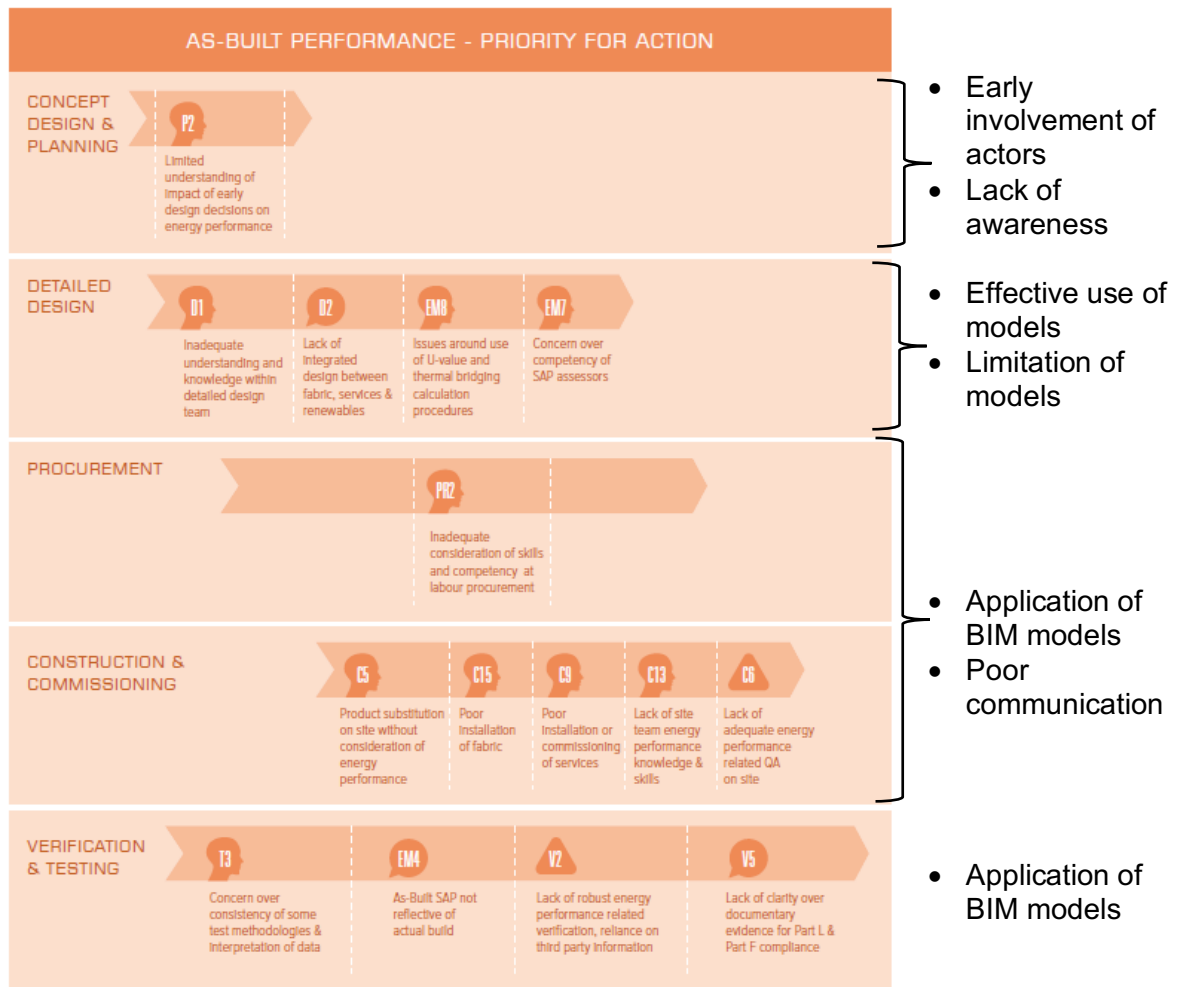 AS-BUILT PERFORMANCE - PRIORITY FOR ACTION
CONCEPT
DESIGN &
PLANNING
P2
Limited
understanding of
impact of early
design decisions on
energy performance
• Early
involvement of
actors
• Lack of
awareness
DETAILED
DESIGN
D1
Inadequate
understanding and
knowledge within
detailed design
team
D2
Lack of
integrated
design between
fabric, services &
renewables
EM8
Issues around use
of U-value and
thermal bridging
calculation
procedures
EM7
Concern over
competency of
SAP assessors
• Effective use of
models
• Limitation of
models
PROCUREMENT
PR2
Inadequate
consideration of skills
and competency at
labour procurement
CONSTRUCTION &
COMMISSIONING
C5
Product substitution
on site without
consideration of
energy
performance
C15
Poor
installation
of fabric
C9
Poor
installation or
commissioning
of services
C13
Lack of site
team energy
performance
knowledge &
skills
C6
Lack of
adequate energy
performance
related QA
on site
• Application of
BIM models
• Poor
communication
VERIFICATION
& TESTING
T3
Concern over
consistency of some
test methodologies &
interpretation of data
EM4
As-Built SAP not
reflective of
actual build
V2
Lack of robust energy
performance related
verification, reliance on
third party information
V5
Lack of clarity over
documentary
evidence for Part L &
Part F compliance
• Application of
BIM models